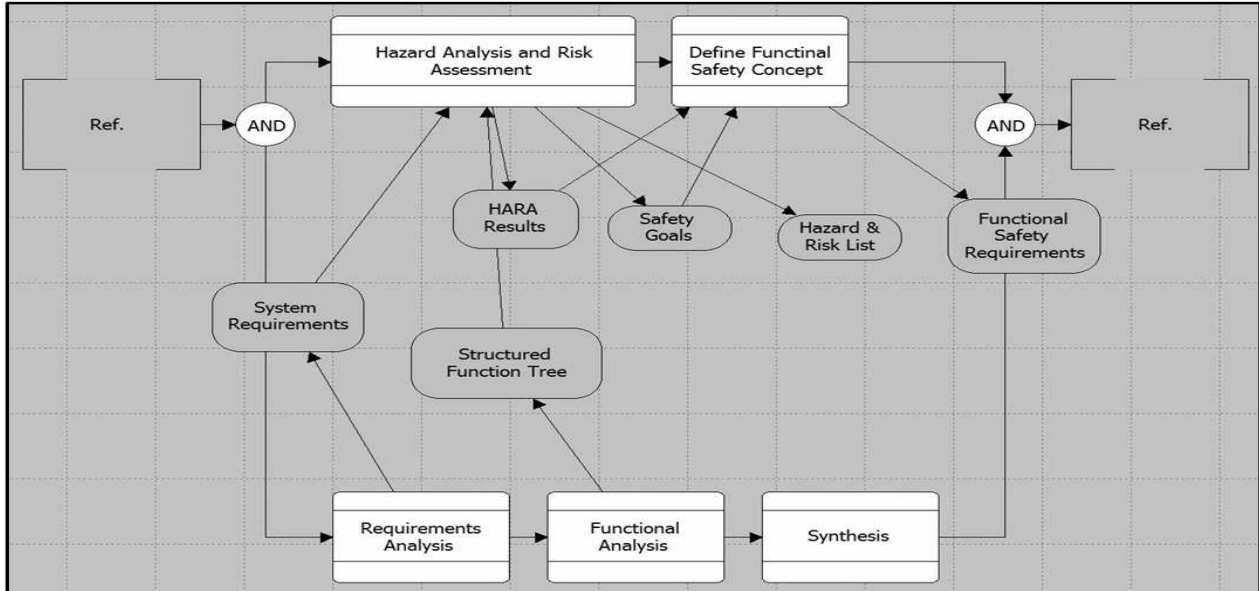 Hazard Analysis and Risk
Assessment
Define Functinal
Safety Concept
Ref.
AND
AND
Ref.
HARA
Results
Safety
Goals
Hazard &
Risk List
Functional
Safety
Requirements
System
Requirements
Structured
Function Tree
Requirements
Analysis
Functional
Analysis
Synthesis